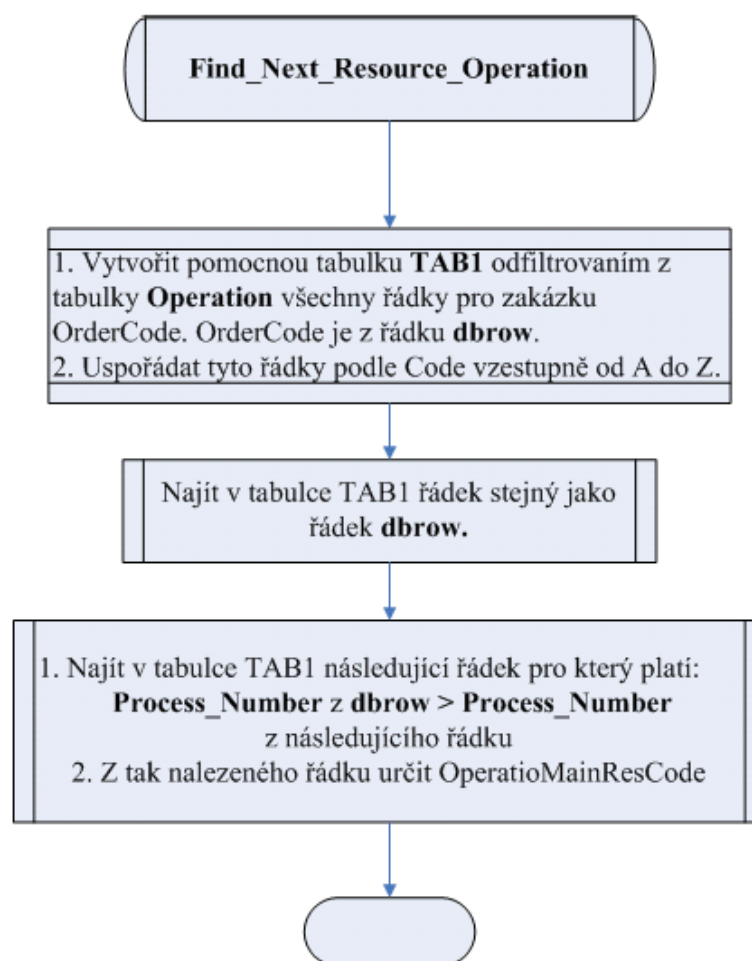 Find_Next_Resource_Operation
1. Vytvořit pomocnou tabulku TAB1 odfiltrovaním z
tabulky Operation všechny řádky pro zakázku
OrderCode. OrderCode je z řádku dbrow.
2. Uspořádat tyto řádky podle Code vzestupně od A do Z.
Najít v tabulce TAB1 řádek stejný jako
řádek dbrow.
1. Najít v tabulce TAB1 následující řádek pro který platí:
Process_Number z dbrow > Process_Number
z následujícího řádku
2. Z tak nalezeného řádku určit OperatioMainResCode